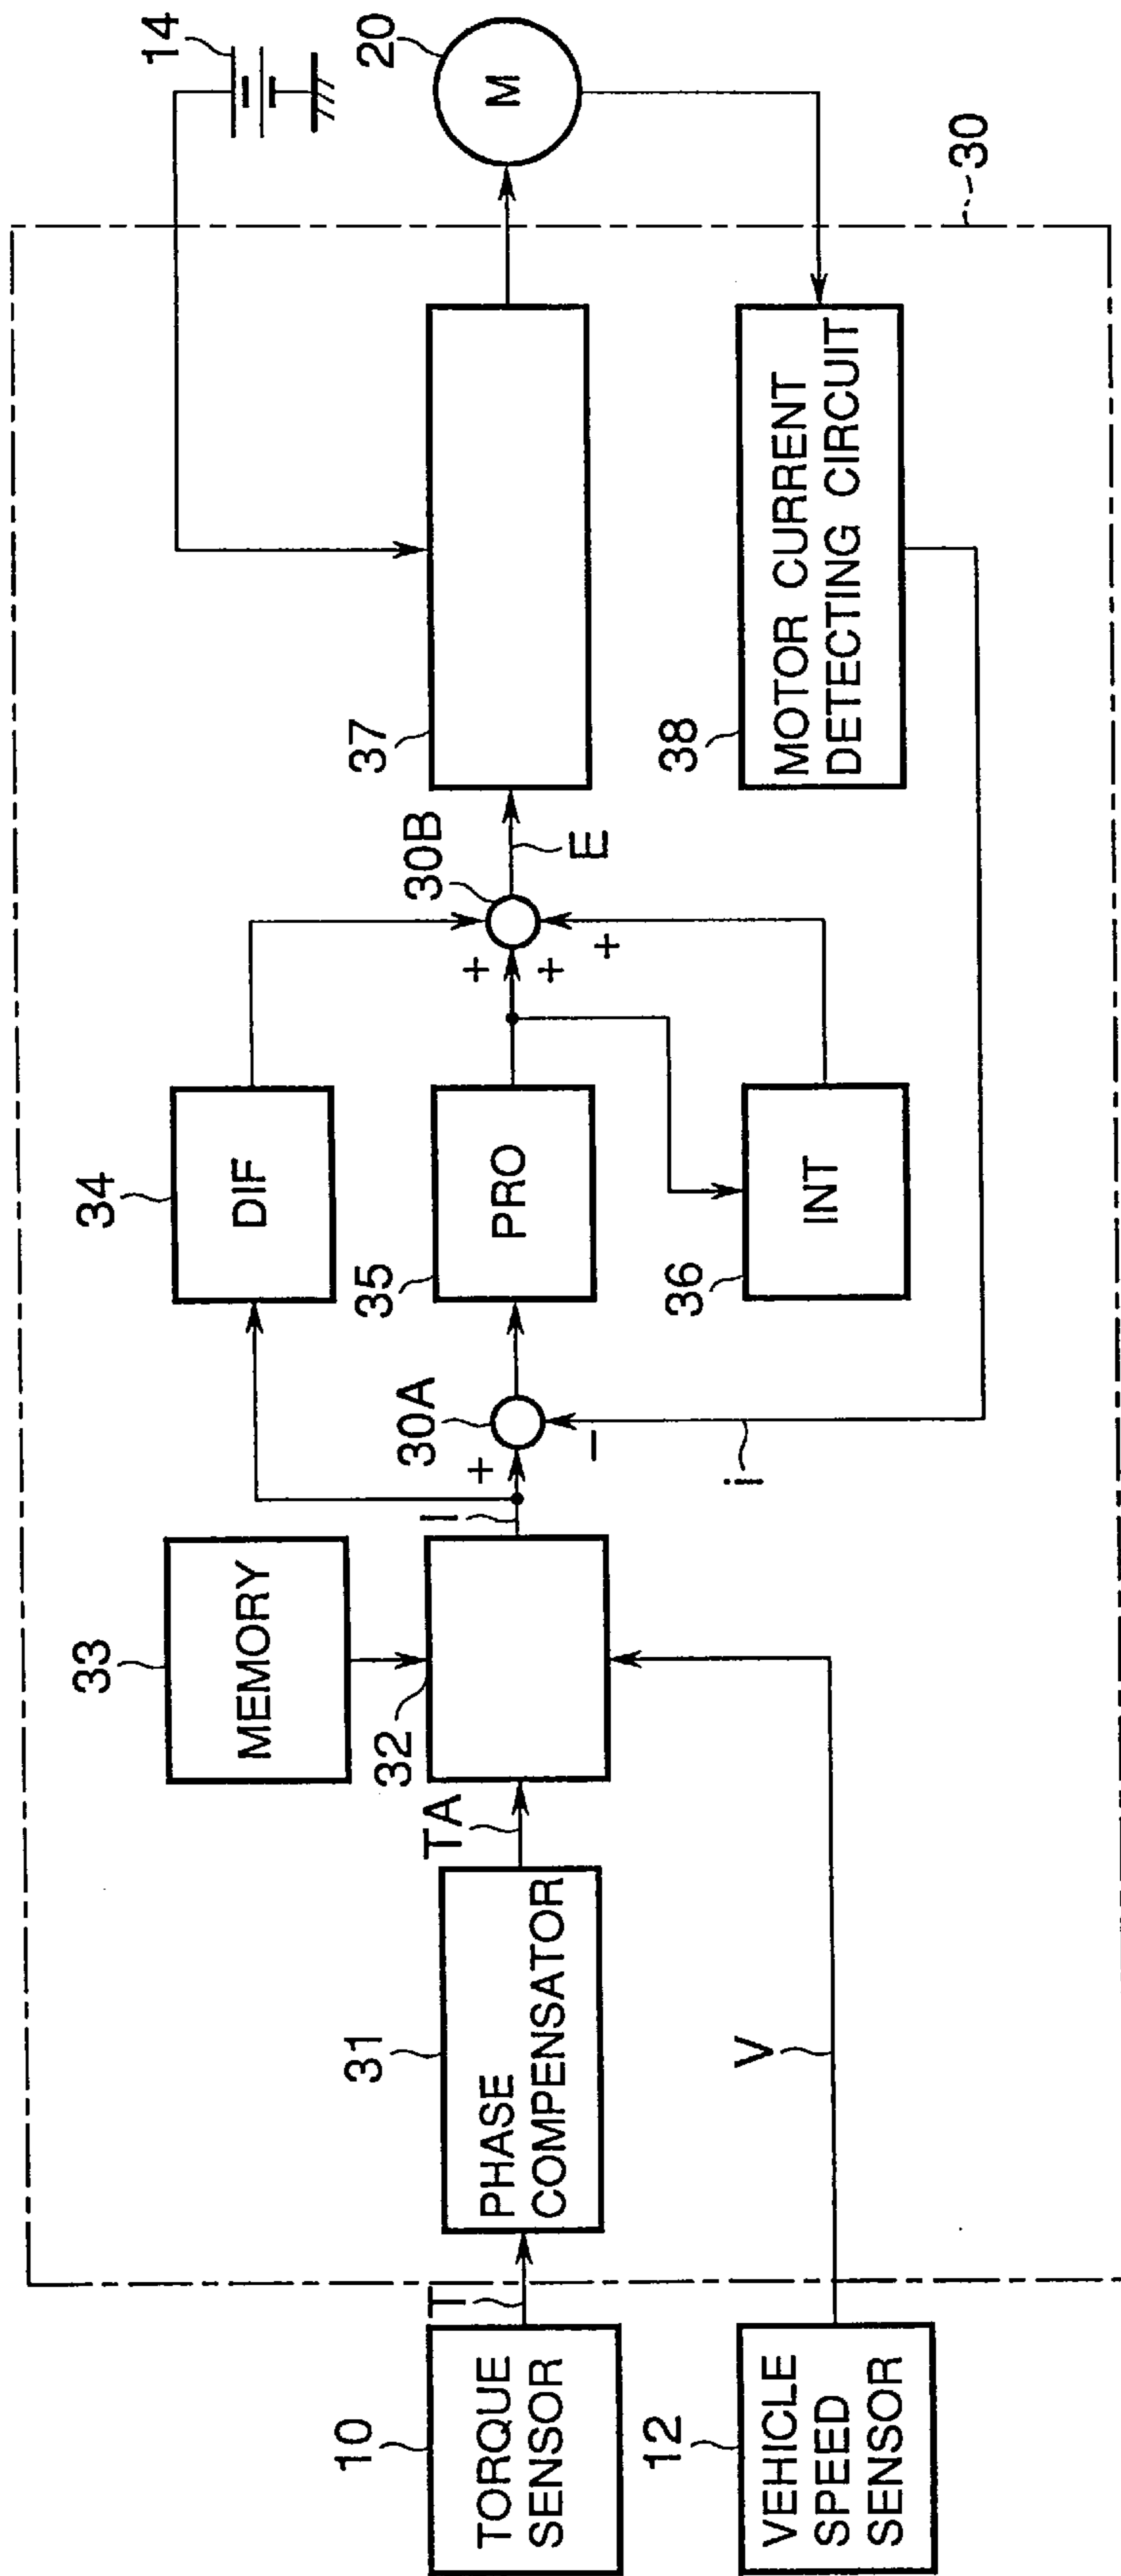 10
TORQUE
SENSOR
12
VEHICLE
SPEED
SENSOR
T
V
31
PHASE
COMPENSATOR
TA
33
MEMORY
32
I
30A
+
-
i
34
DIF
35
PRO
36
INT
30B
+
+
+
E
37
38
MOTOR CURRENT
DETECTING CIRCUIT
14
20
M
30